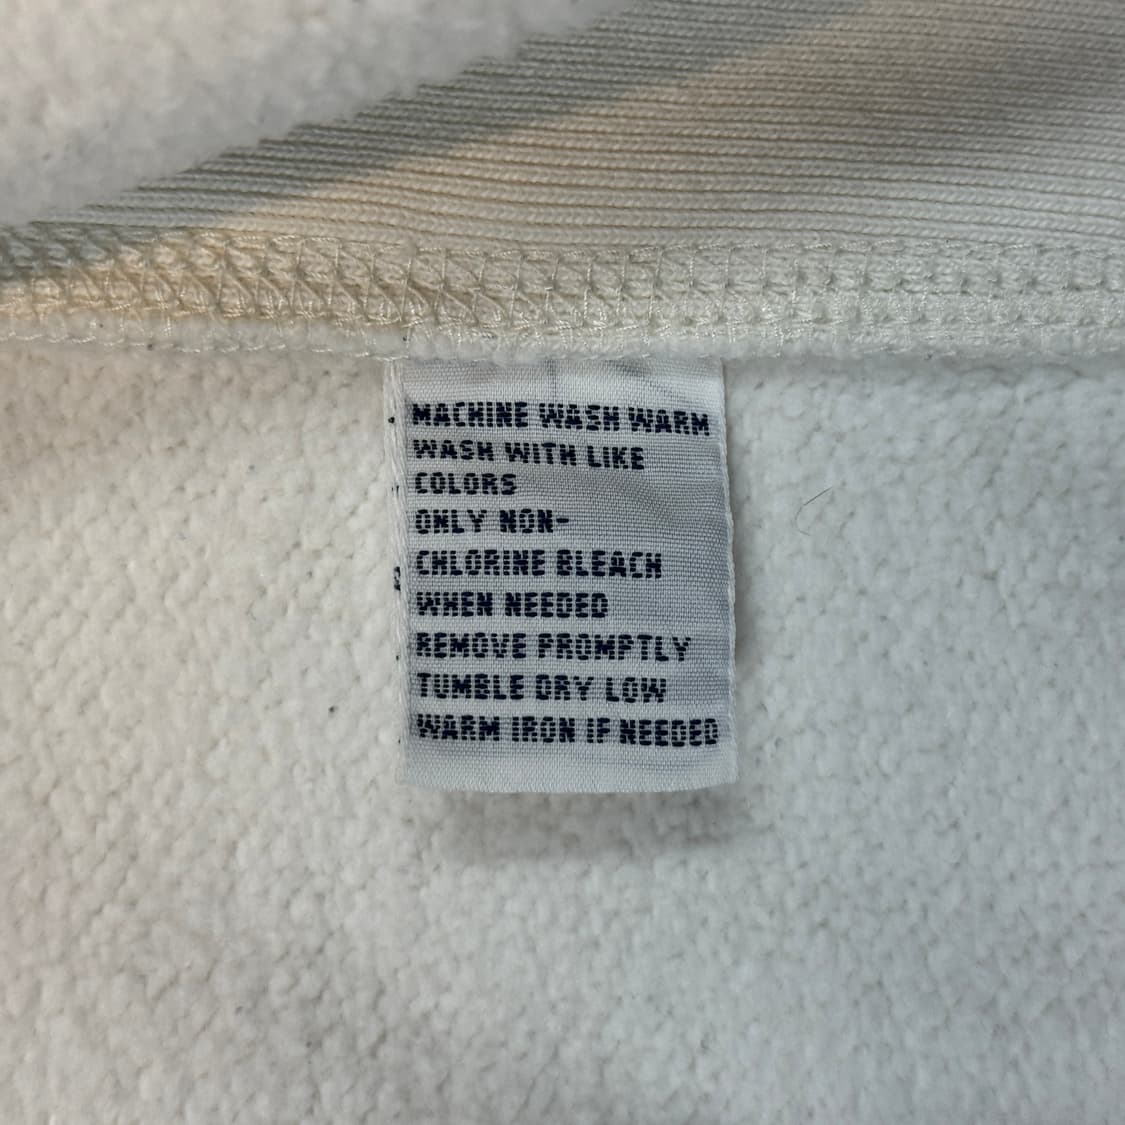 MACHINE WASH WARM
WASH WITH LIKE
COLORS
ONLY NON-
CHLORINE BLEACH
WHEN NEEDED
REMOVE PROMPTLY
TUMBLE DRY LOW
WARM IRON IF NEEDED